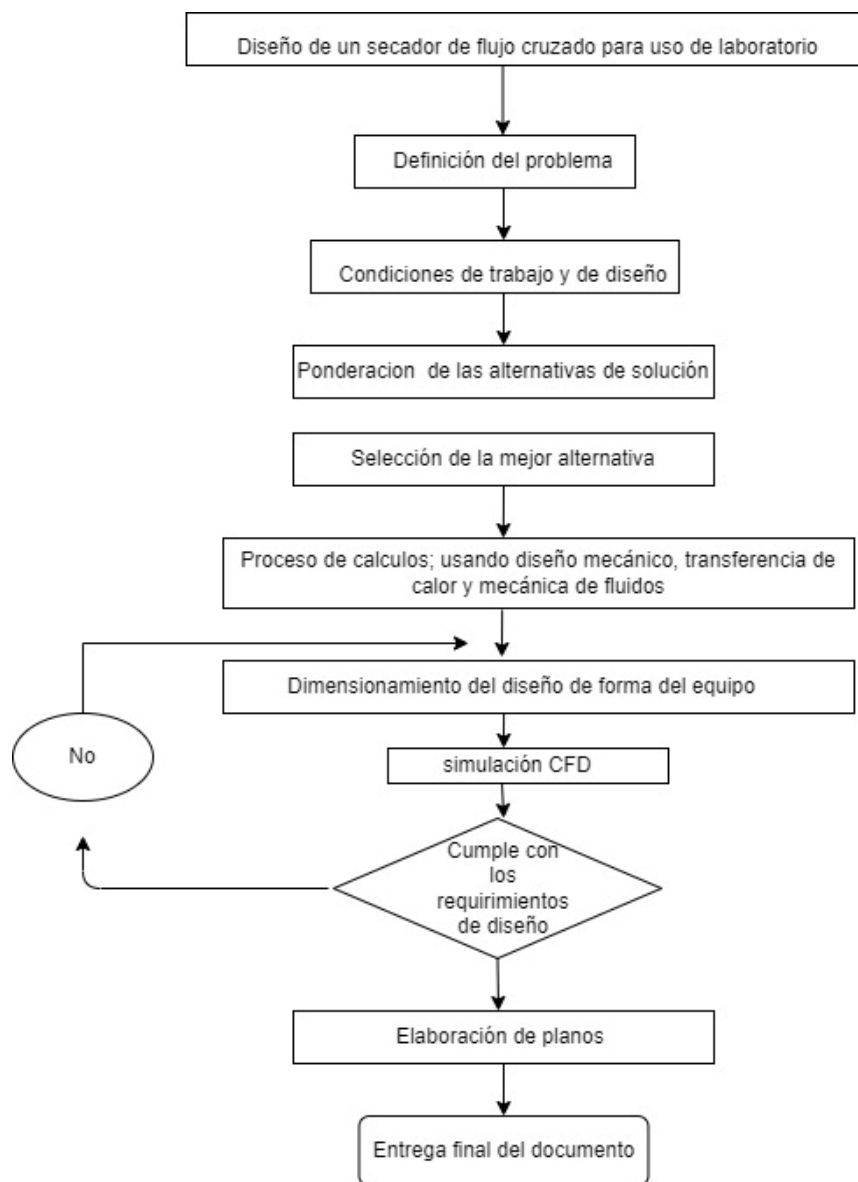 Diseño de un secador de flujo cruzado para uso de laboratorio
Definición del problema
Condiciones de trabajo y de diseño
Ponderacion de las alternativas de solución
Selección de la mejor alternativa
Proceso de calculos; usando diseño mecánico, transferencia de
calor y mecánica de fluidos
Dimensionamiento del diseño de forma del equipo
No
simulación CFD
Cumple con
los
requirimientos
de diseño
Elaboración de planos
Entrega final del documento